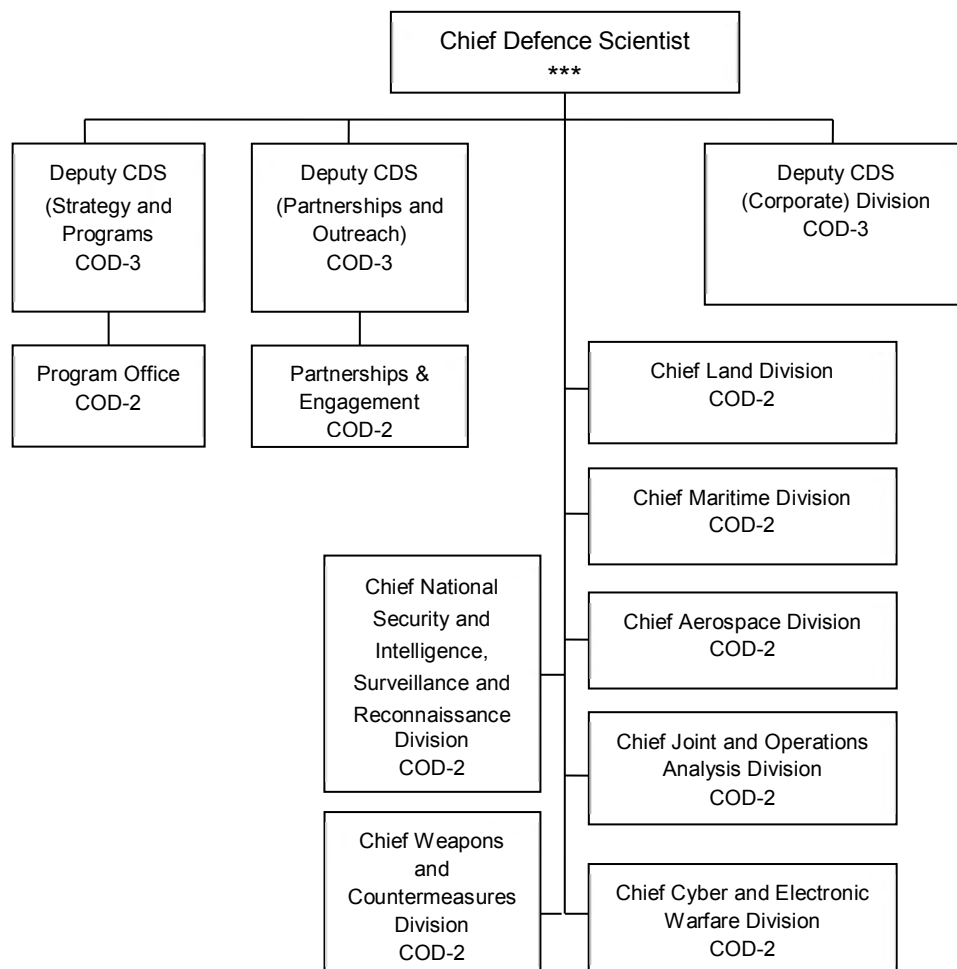 Chief Defence Scientist
***
Deputy CDS
(Strategy and
Programs
COD-3
Deputy CDS
(Partnerships and
Outreach)
COD-3
Deputy CDS
(Corporate) Division
COD-3
Program Office
COD-2
Partnerships &
Engagement
COD-2
Chief Land Division
COD-2
Chief Maritime Division
COD-2
Chief National
Security and
Intelligence,
Surveillance and
Reconnaissance
Division
COD-2
Chief Aerospace Division
COD-2
Chief Joint and Operations
Analysis Division
COD-2
Chief Weapons
and
Countermeasures
Division
COD-2
Chief Cyber and Electronic
Warfare Division
COD-2